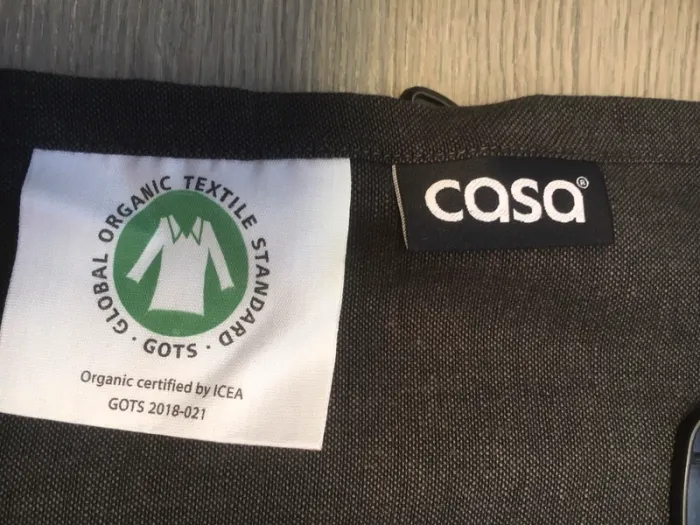 GLOBAL ORGANIC TEXTILE STANDARD
· GOTS ·
Organic certified by ICEA
GOTS 2018-021
casa®